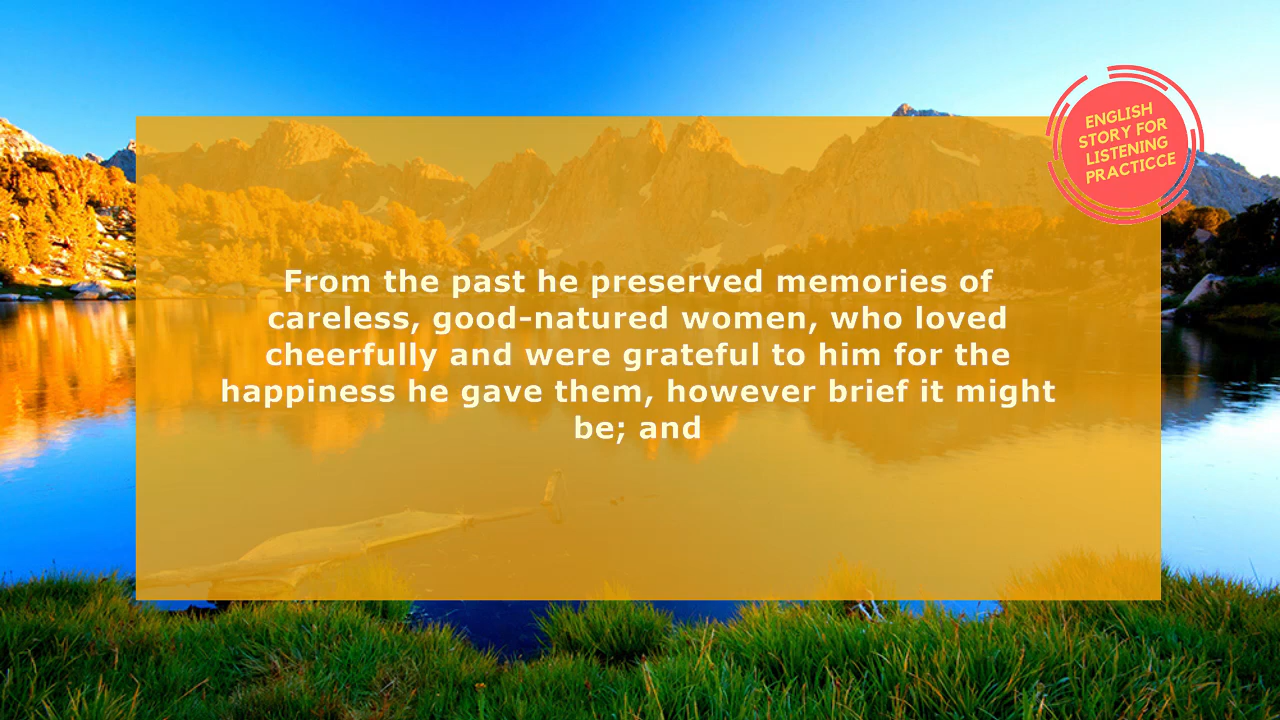 ENGLISH
STORY FOR
LISTENING
PRACTICCE
From the past he preserved memories of
careless, good-natured women, who loved
cheerfully and were grateful to him for the
happiness he gave them, however brief it might
be; and